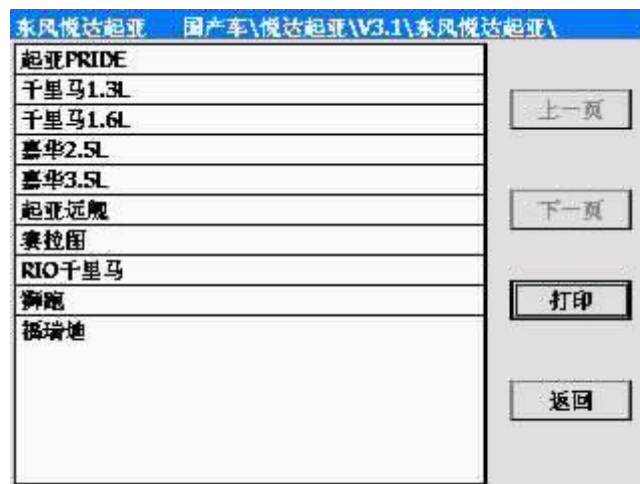 东风悦达起亚 国产车\悦达起亚\V3.1\东风悦达起亚\
起亚PRIDE
千里马1.3L
千里马1.6L
嘉华2.5L
嘉华3.5L
起亚远舰
赛拉图
RIO千里马
狮跑
福瑞地
上一页
下一页
打印
返回